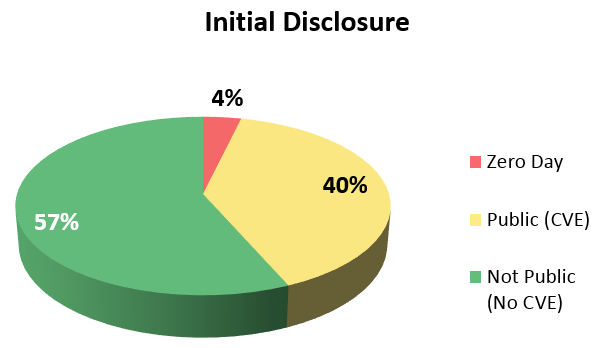 Initial Disclosure
4%
40%
57%
Zero Day
Public (CVE)
Not Public
(No CVE)